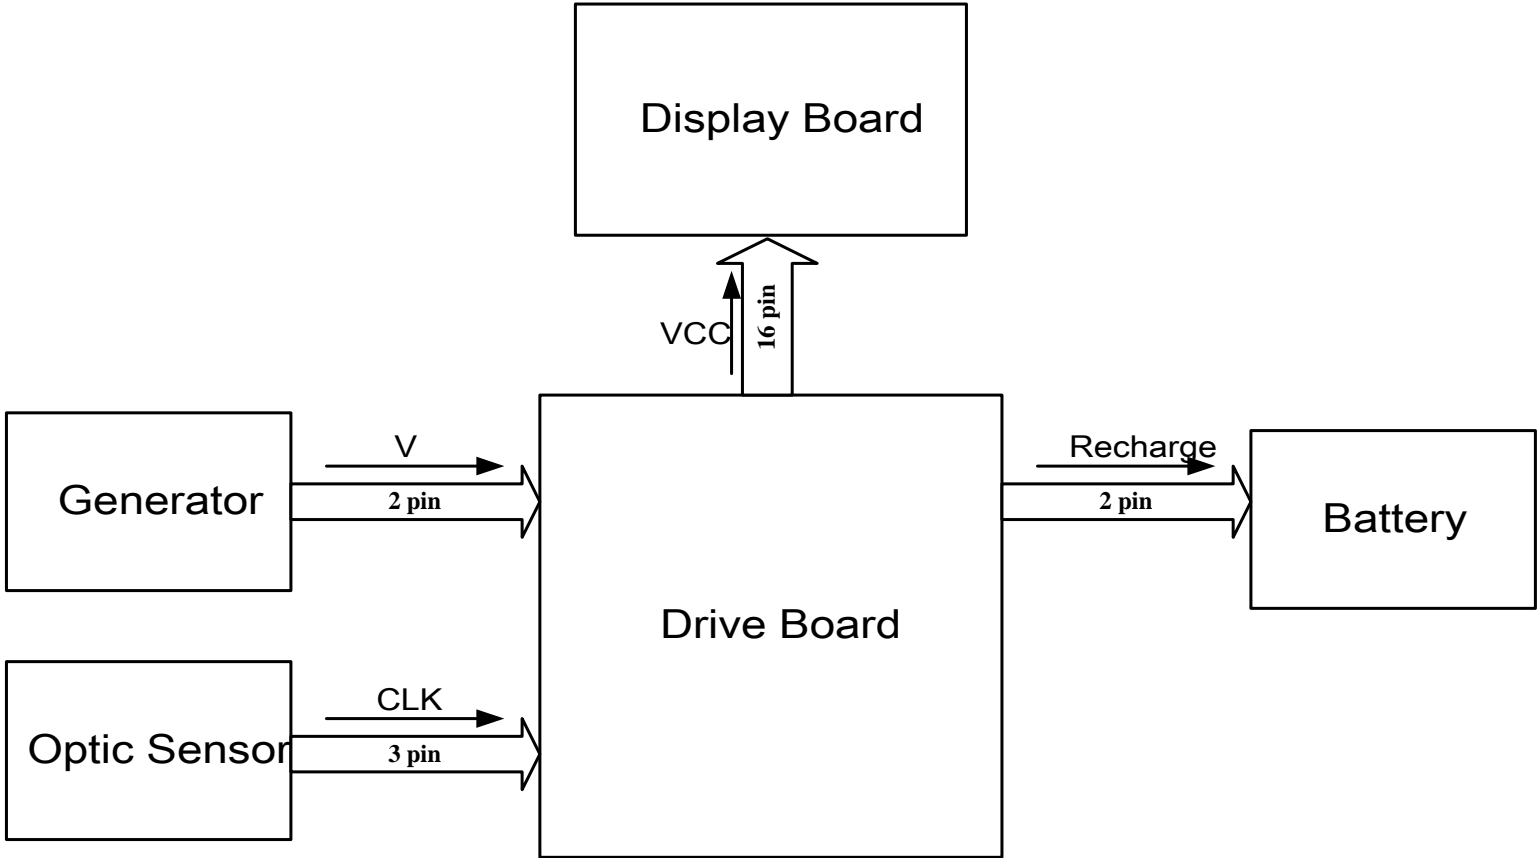 Display Board
VCC
16 pin
V
Generator
2 pin
Recharge
2 pin
Battery
Drive Board
CLK
Optic Sensor
3 pin